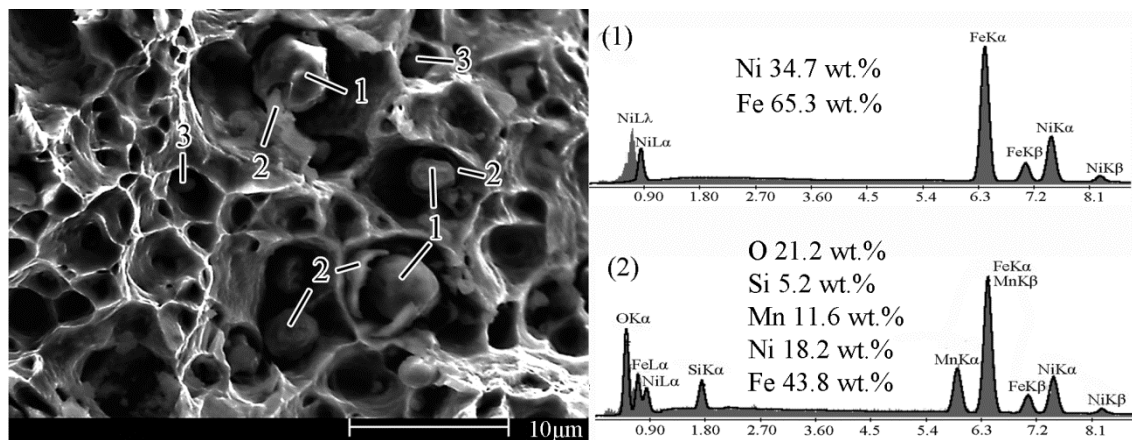 1
2
3
3
2
1
2
10µm
(1)
Ni 34.7 wt.%
Fe 65.3 wt.%
FeKα
NiLλ
NiLα
FeKβ
NiKα
NiKβ
0.90 1.80 2.70 3.60 4.5 5.4 6.3 7.2 8.1
(2)
O 21.2 wt.%
Si 5.2 wt.%
Mn 11.6 wt.%
Ni 18.2 wt.%
Fe 43.8 wt.%
FeKα
MnKβ
OKα
FeLα
NiLα
SiKα
MnKα
FeKβ
NiKα
NiKβ
0.90 1.80 2.70 3.60 4.5 5.4 6.3 7.2 8.1